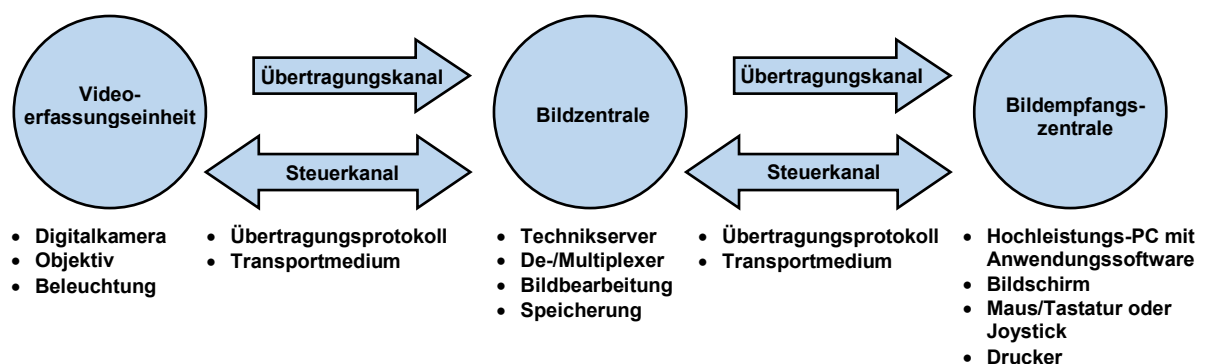 Video-
erfassungseinheit
Übertragungskanal
Steuerkanal
Bildzentrale
Übertragungskanal
Steuerkanal
Bildempfangs-
zentrale
• Digitalkamera
• Objektiv
• Beleuchtung
• Übertragungsprotokoll
• Transportmedium
• Technikserver
• De-/Multiplexer
• Bildbearbeitung
• Speicherung
• Übertragungsprotokoll
• Transportmedium
• Hochleistungs-PC mit
Anwendungssoftware
• Bildschirm
• Maus/Tastatur oder
Joystick
• Drucker